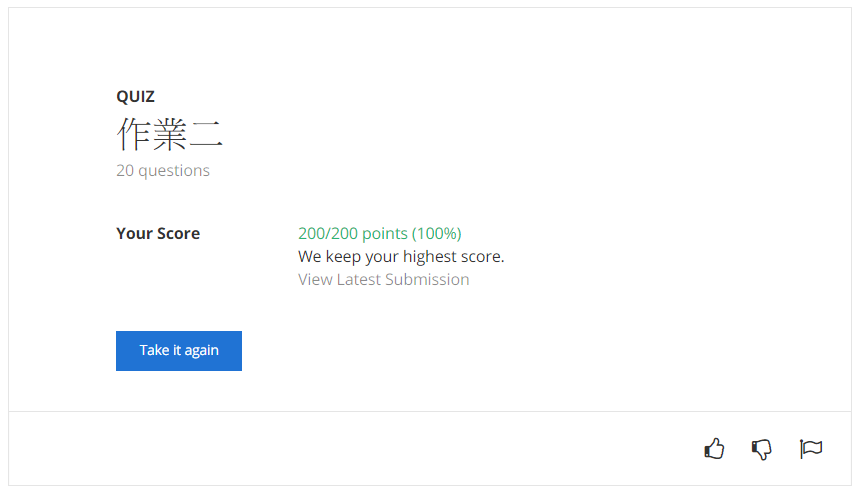 QUIZ
作業二
20 questions
Your Score
200/200 points (100%)
We keep your highest score.
View Latest Submission
Take it again